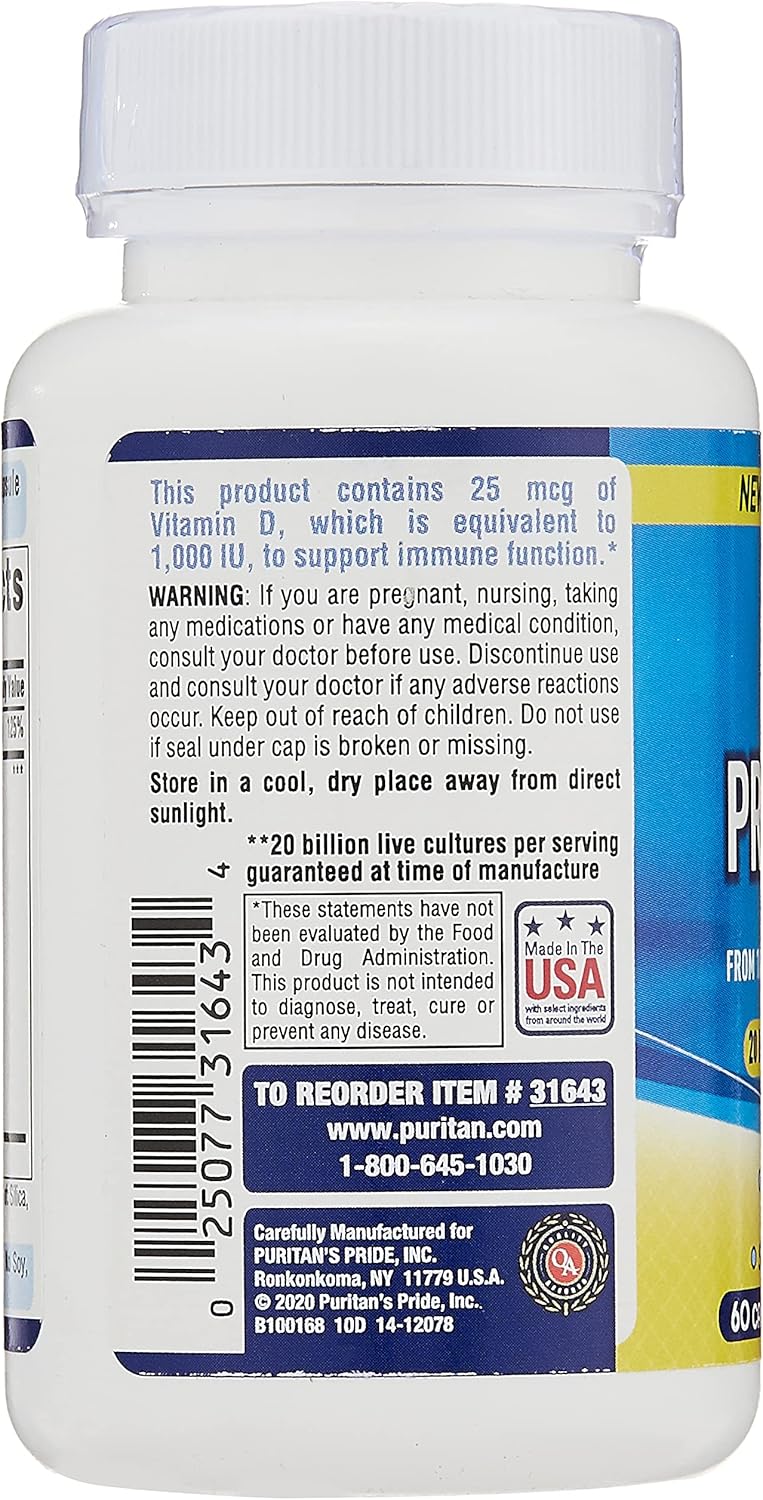 This product contains 25 mcg of
Vitamin D, which is equivalent to
1,000 IU, to support immune function.*
WARNING: If you are pregnant, nursing, taking
any medications or have any medical condition,
consult your doctor before use. Discontinue use
and consult your doctor if any adverse reactions
occur. Keep out of reach of children. Do not use
if seal under cap is broken or missing.
Store in a cool, dry place away from direct
sunlight.
**20 billion live cultures per serving
guaranteed at time of manufacture
*These statements have not
been evaluated by the Food
and Drug Administration.
This product is not intended
to diagnose, treat, cure or
prevent any disease.
Made In The
USA
with select ingredients
from around the world
0 25077 31643 4
TO REORDER ITEM # 31643
www.puritan.com
1-800-645-1030
Carefully Manufactured for
PURITAN'S PRIDE, INC.
Ronkonkoma, NY 11779 U.S.A.
© 2020 Puritan's Pride, Inc.
B100168 10D 14-12078
QUALITY
QA
Value
125%
***
Silica,
Soy,
FROM
20
60